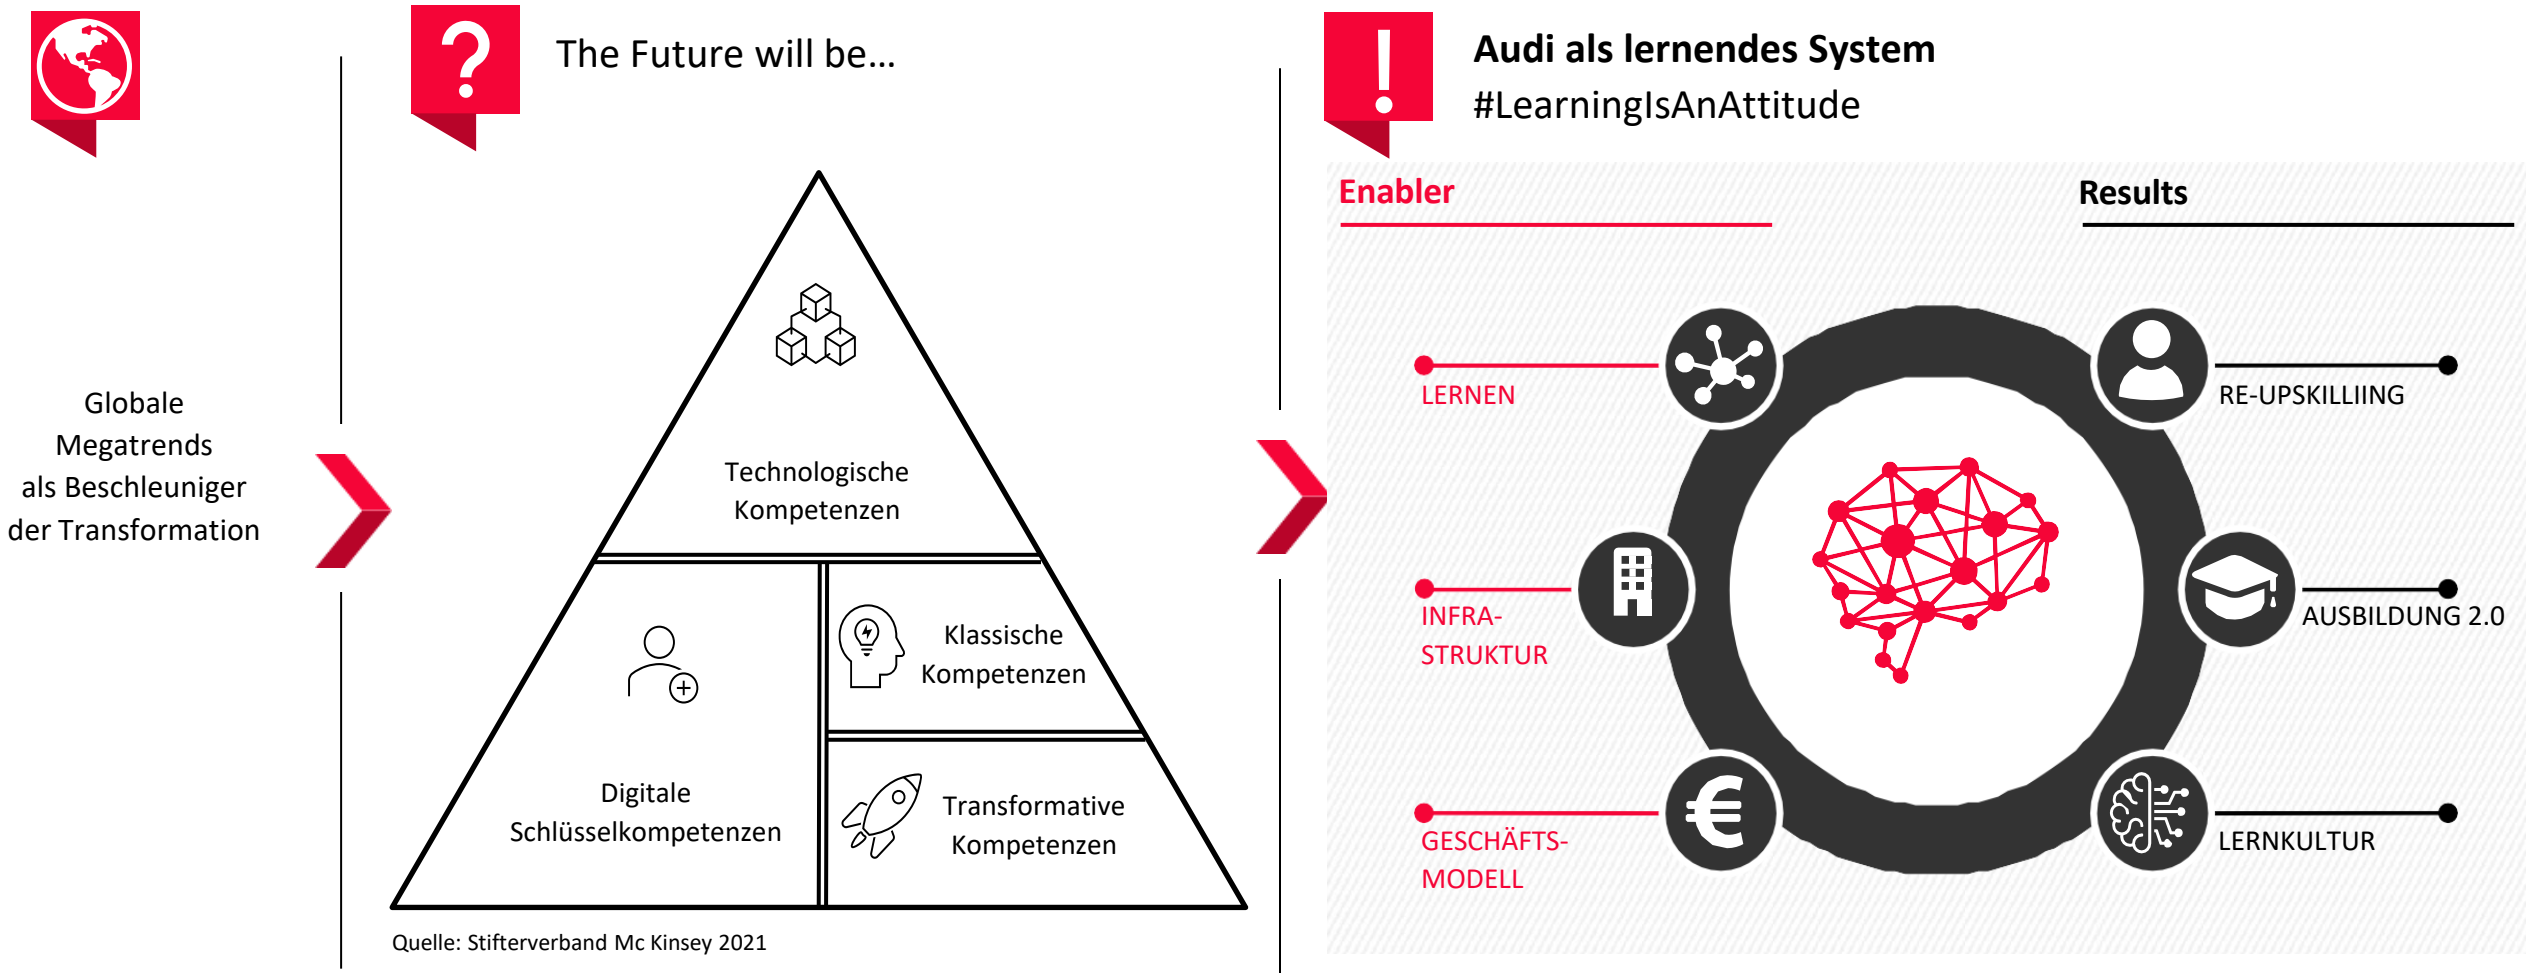 Globale
Megatrends
als Beschleuniger
der Transformation
?
The Future will be...
Technologische
Kompetenzen
Digitale
Schlüsselkompetenzen
Klassische
Kompetenzen
Transformative
Kompetenzen
Quelle: Stifterverband Mc Kinsey 2021
!
Audi als lernendes System
#LearningIsAnAttitude
Enabler
LERNEN
INFRA-
STRUKTUR
€
GESCHÄFTS-
MODELL
Results
RE-UPSKILLIING
AUSBILDUNG 2.0
LERNKULTUR